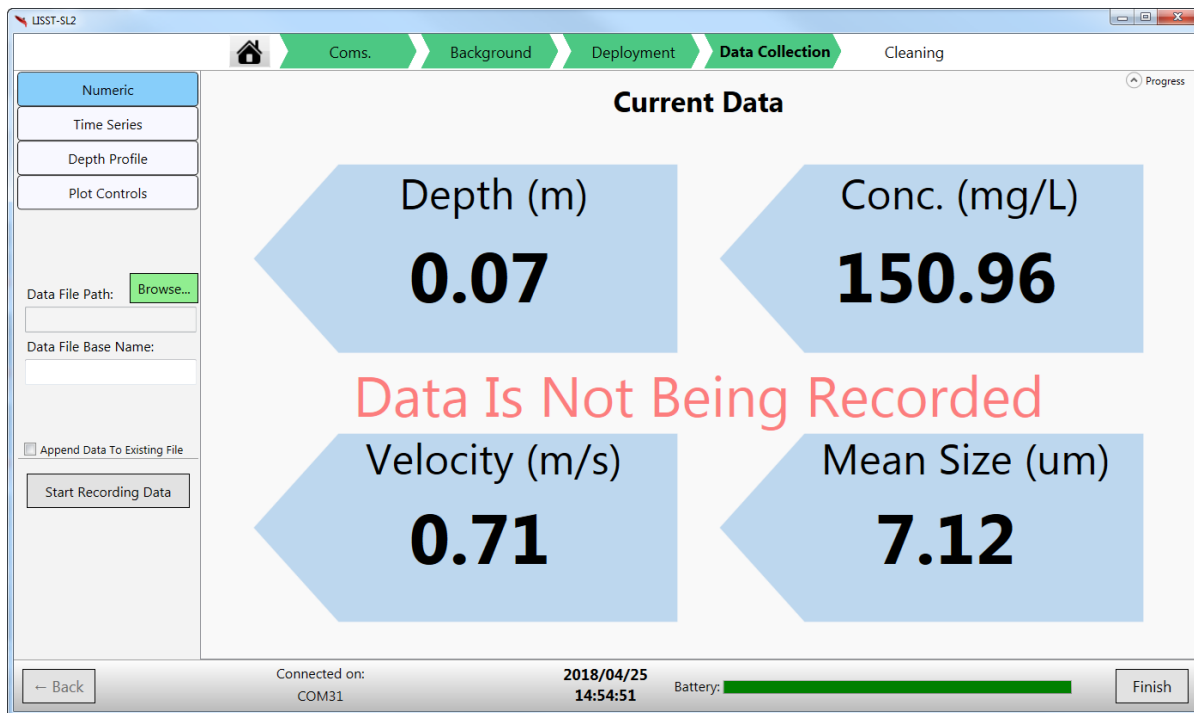 LISST-SL2
Coms.
Background
Deployment
Data Collection
Cleaning
Numeric
Time Series
Depth Profile
Plot Controls
Data File Path:
Browse...
Data File Base Name:
Append Data To Existing File
Start Recording Data
Progress
Current Data
Depth (m)
0.07
Conc. (mg/L)
150.96
Data Is Not Being Recorded
Velocity (m/s)
0.71
Mean Size (um)
7.12
← Back
Connected on:
COM31
2018/04/25
14:54:51
Battery:
Finish